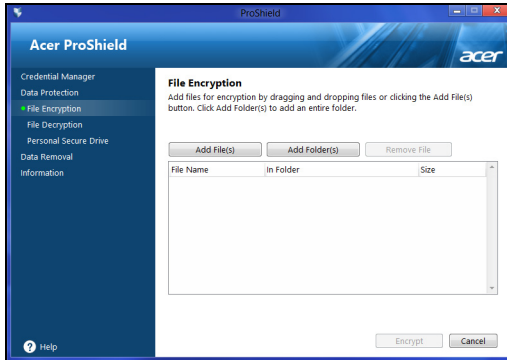 ProShield
Acer ProShield
acer
Credential Manager
Data Protection
File Encryption
File Decryption
Personal Secure Drive
Data Removal
Information
Help
File Encryption
Add files for encryption by dragging and dropping files or clicking the Add File(s)
button. Click Add Folder(s) to add an entire folder.
Add File(s) Add Folder(s) Remove File
File Name In Folder Size
Encrypt Cancel